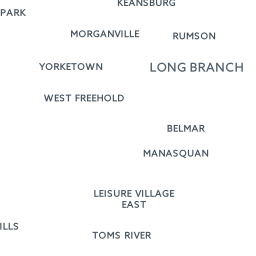 KEANSBURG
PARK
MORGANVILLE
RUMSON
YORKETOWN
LONG BRANCH
WEST FREEHOLD
BELMAR
MANASQUAN
LEISURE VILLAGE
EAST
ILLS
TOMS RIVER